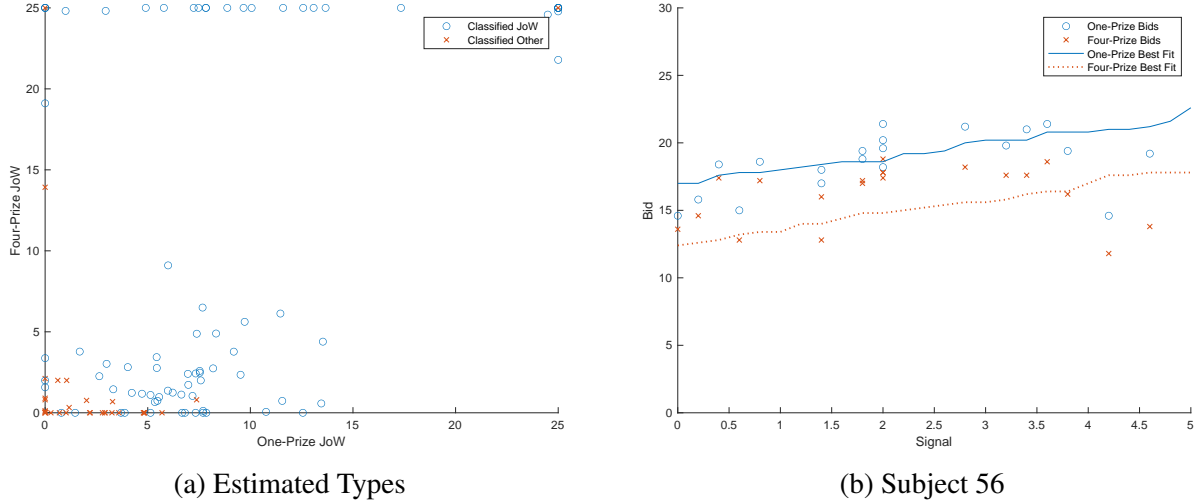 25
20
15
10
5
0
Four-Prize JoW
0
5
10
15
20
25
One-Prize JoW
Classified JoW
Classified Other
(a) Estimated Types
30
25
20
15
10
5
0
Bid
0
0.5
1
1.5
2
2.5
3
3.5
4
4.5
5
Signal
One-Prize Bids
Four-Prize Bids
One-Prize Best Fit
Four-Prize Best Fit
(b) Subject 56